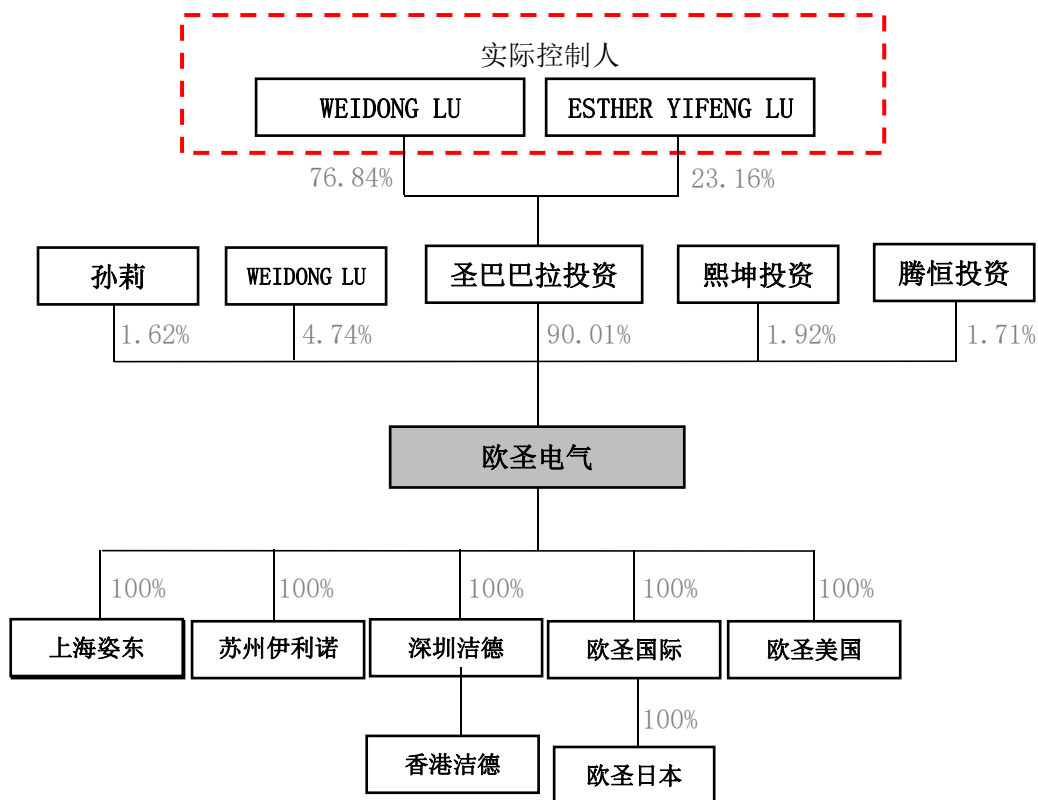 实际控制人
WEIDONG LU
ESTHER YIFENG LU
76.84%
23.16%
孙莉
WEIDONG LU
圣巴巴拉投资
熙坤投资
腾恒投资
1.62%
4.74%
90.01%
1.92%
1.71%
欧圣电气
100%
100%
100%
100%
100%
上海姿东
苏州伊利诺
深圳洁德
欧圣国际
欧圣美国
100%
香港洁德
欧圣日本